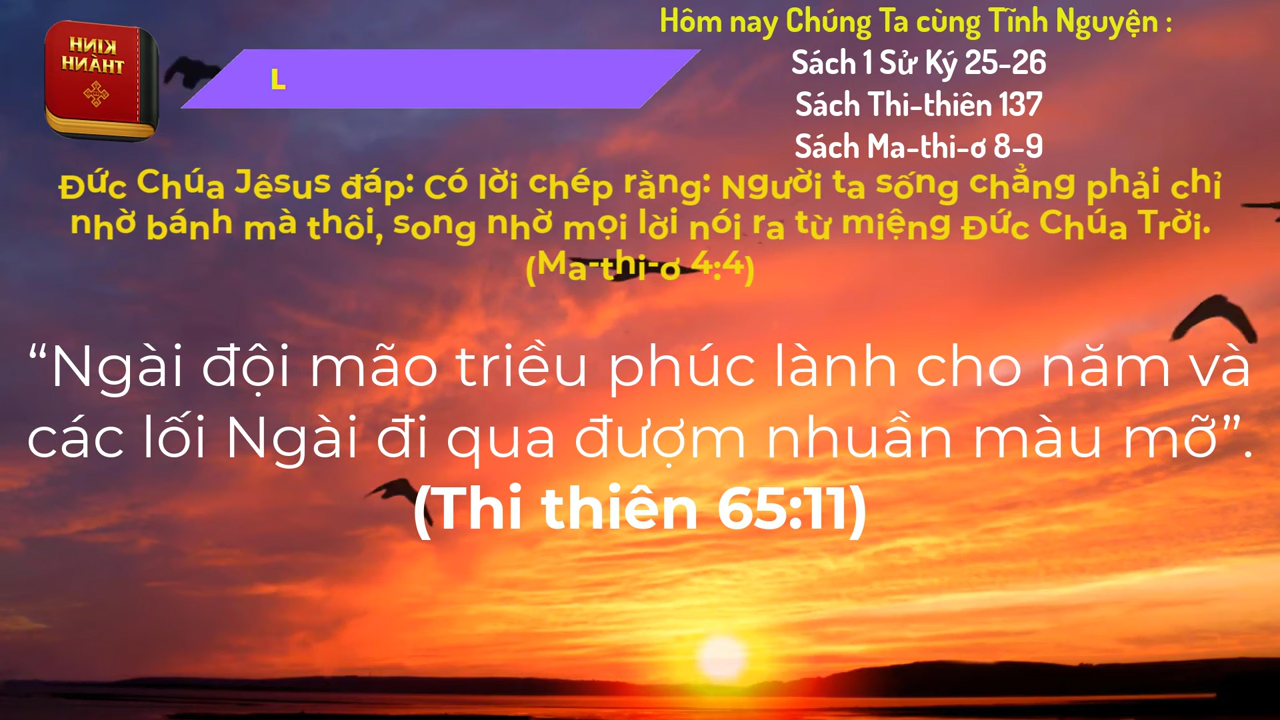 KINH
THÁNH
L
Hôm nay Chúng Ta cùng Tĩnh Nguyện :
Sách 1 Sử Ký 25-26
Sách Thi-thiên 137
Sách Ma-thi-ơ 8-9
Đức Chúa Jêsus đáp: Có lời chép rằng: Người ta sống chẳng phải chỉ
nhờ bánh mà thôi, song nhờ mọi lời nói ra từ miệng Đức Chúa Trời.
(Ma-thi-ơ 4:4)
“Ngài đội mão triều phúc lành cho năm và
các lối Ngài đi qua đượm nhuần màu mỡ”.
(Thi thiên 65:11)